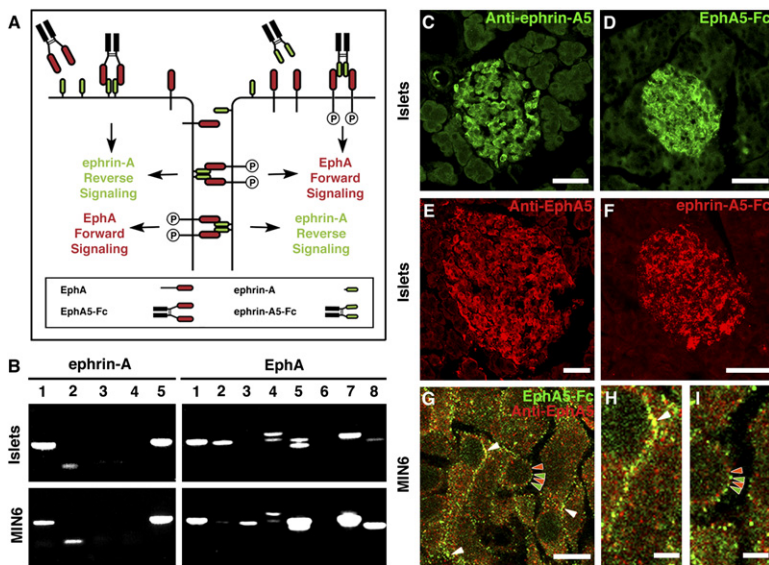 A
P
P
P
P
P
P
ephrin-A
Reverse
Signaling
EphA
Forward
Signaling
EphA
Forward
Signaling
ephrin-A
Reverse
Signaling
EphA
ephrin-A
EphA5-Fc
ephrin-A5-Fc
B
ephrin-A
EphA
1 2 3 4 5 1 2 3 4 5 6 7 8
Islets
MIN6
C Anti-ephrin-A5
D EphA5-Fc
Islets
E Anti-EphA5
F ephrin-A5-Fc
Islets
G EphA5-Fc
Anti-EphA5
H
I
MIN6